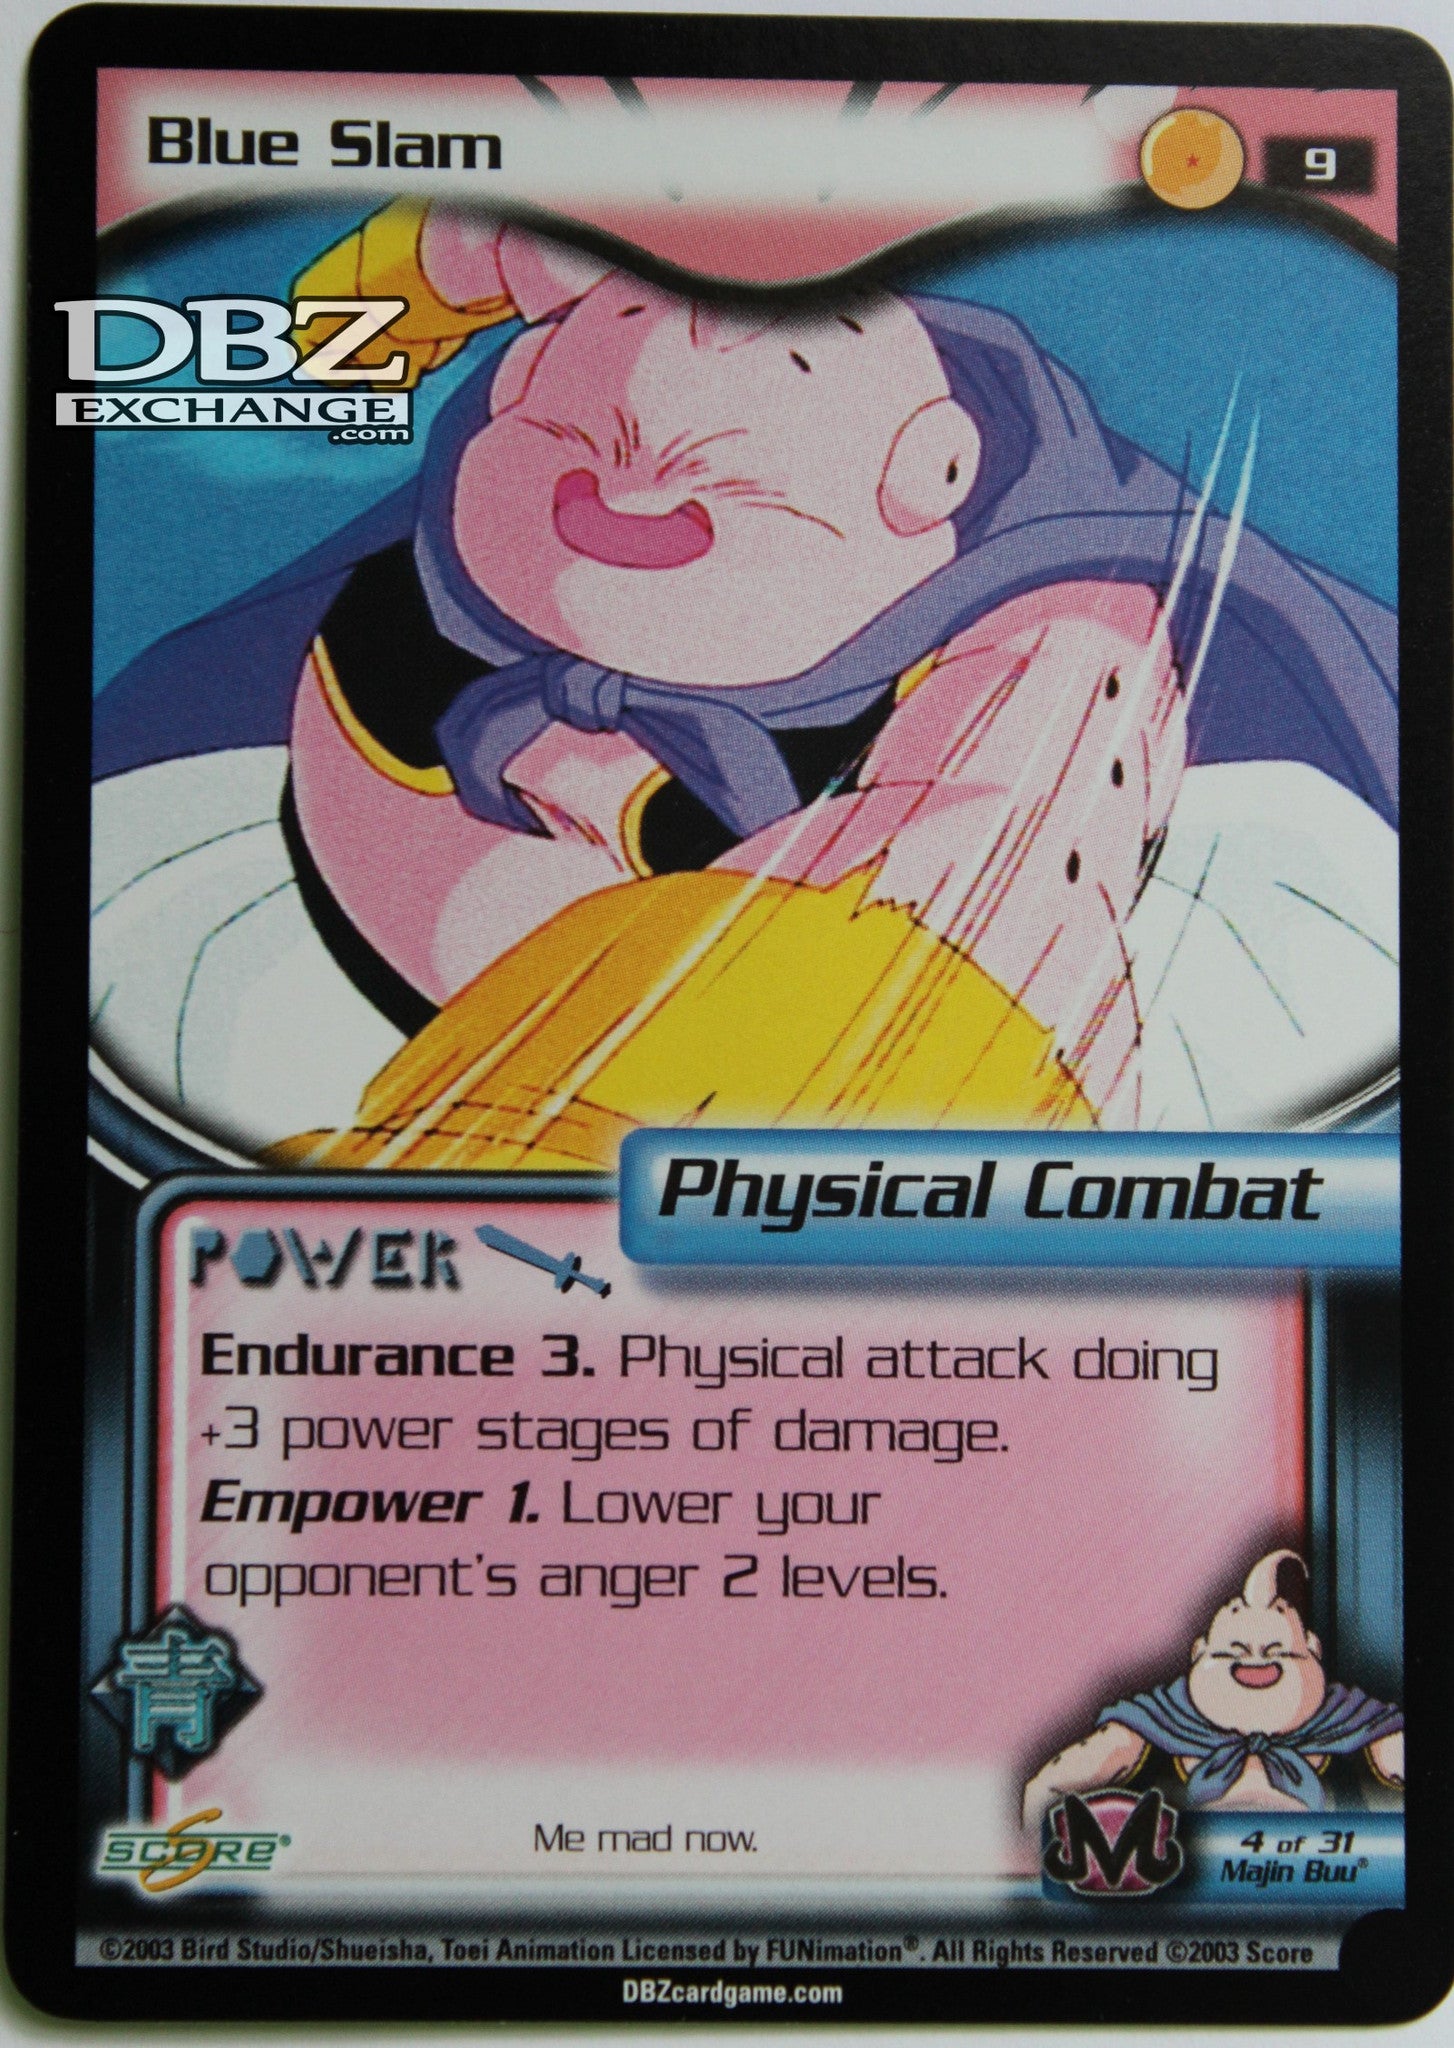 Blue Slam
9
DBZ
EXCHANGE
.com
Physical Combat
POWER
Endurance 3. Physical attack doing
+3 power stages of damage.
Empower 1. Lower your
opponent's anger 2 levels.
青
SCORE®
Me mad now.
M
4 of 31
Majin Buu®
©2003 Bird Studio/Shueisha, Toei Animation Licensed by FUNimation®. All Rights Reserved ©2003 Score
DBZcardgame.com